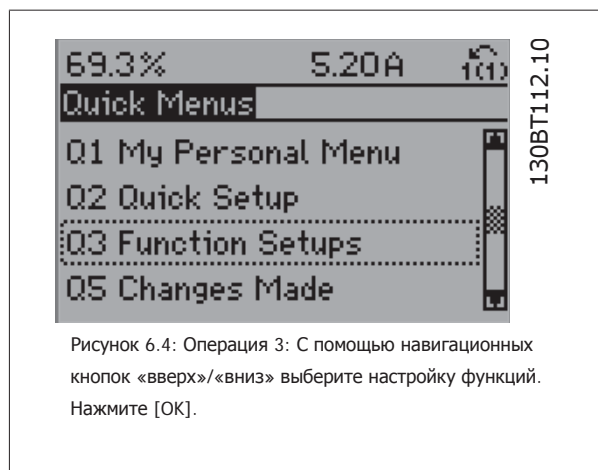 69.3%
5.20A
1(1)
Quick Menus
Q1 My Personal Menu
Q2 Quick Setup
Q3 Function Setups
Q5 Changes Made
130BT112.10
Рисунок 6.4: Операция 3: С помощью навигационных
кнопок «вверх»/«вниз» выберите настройку функций.
Нажмите [OK].